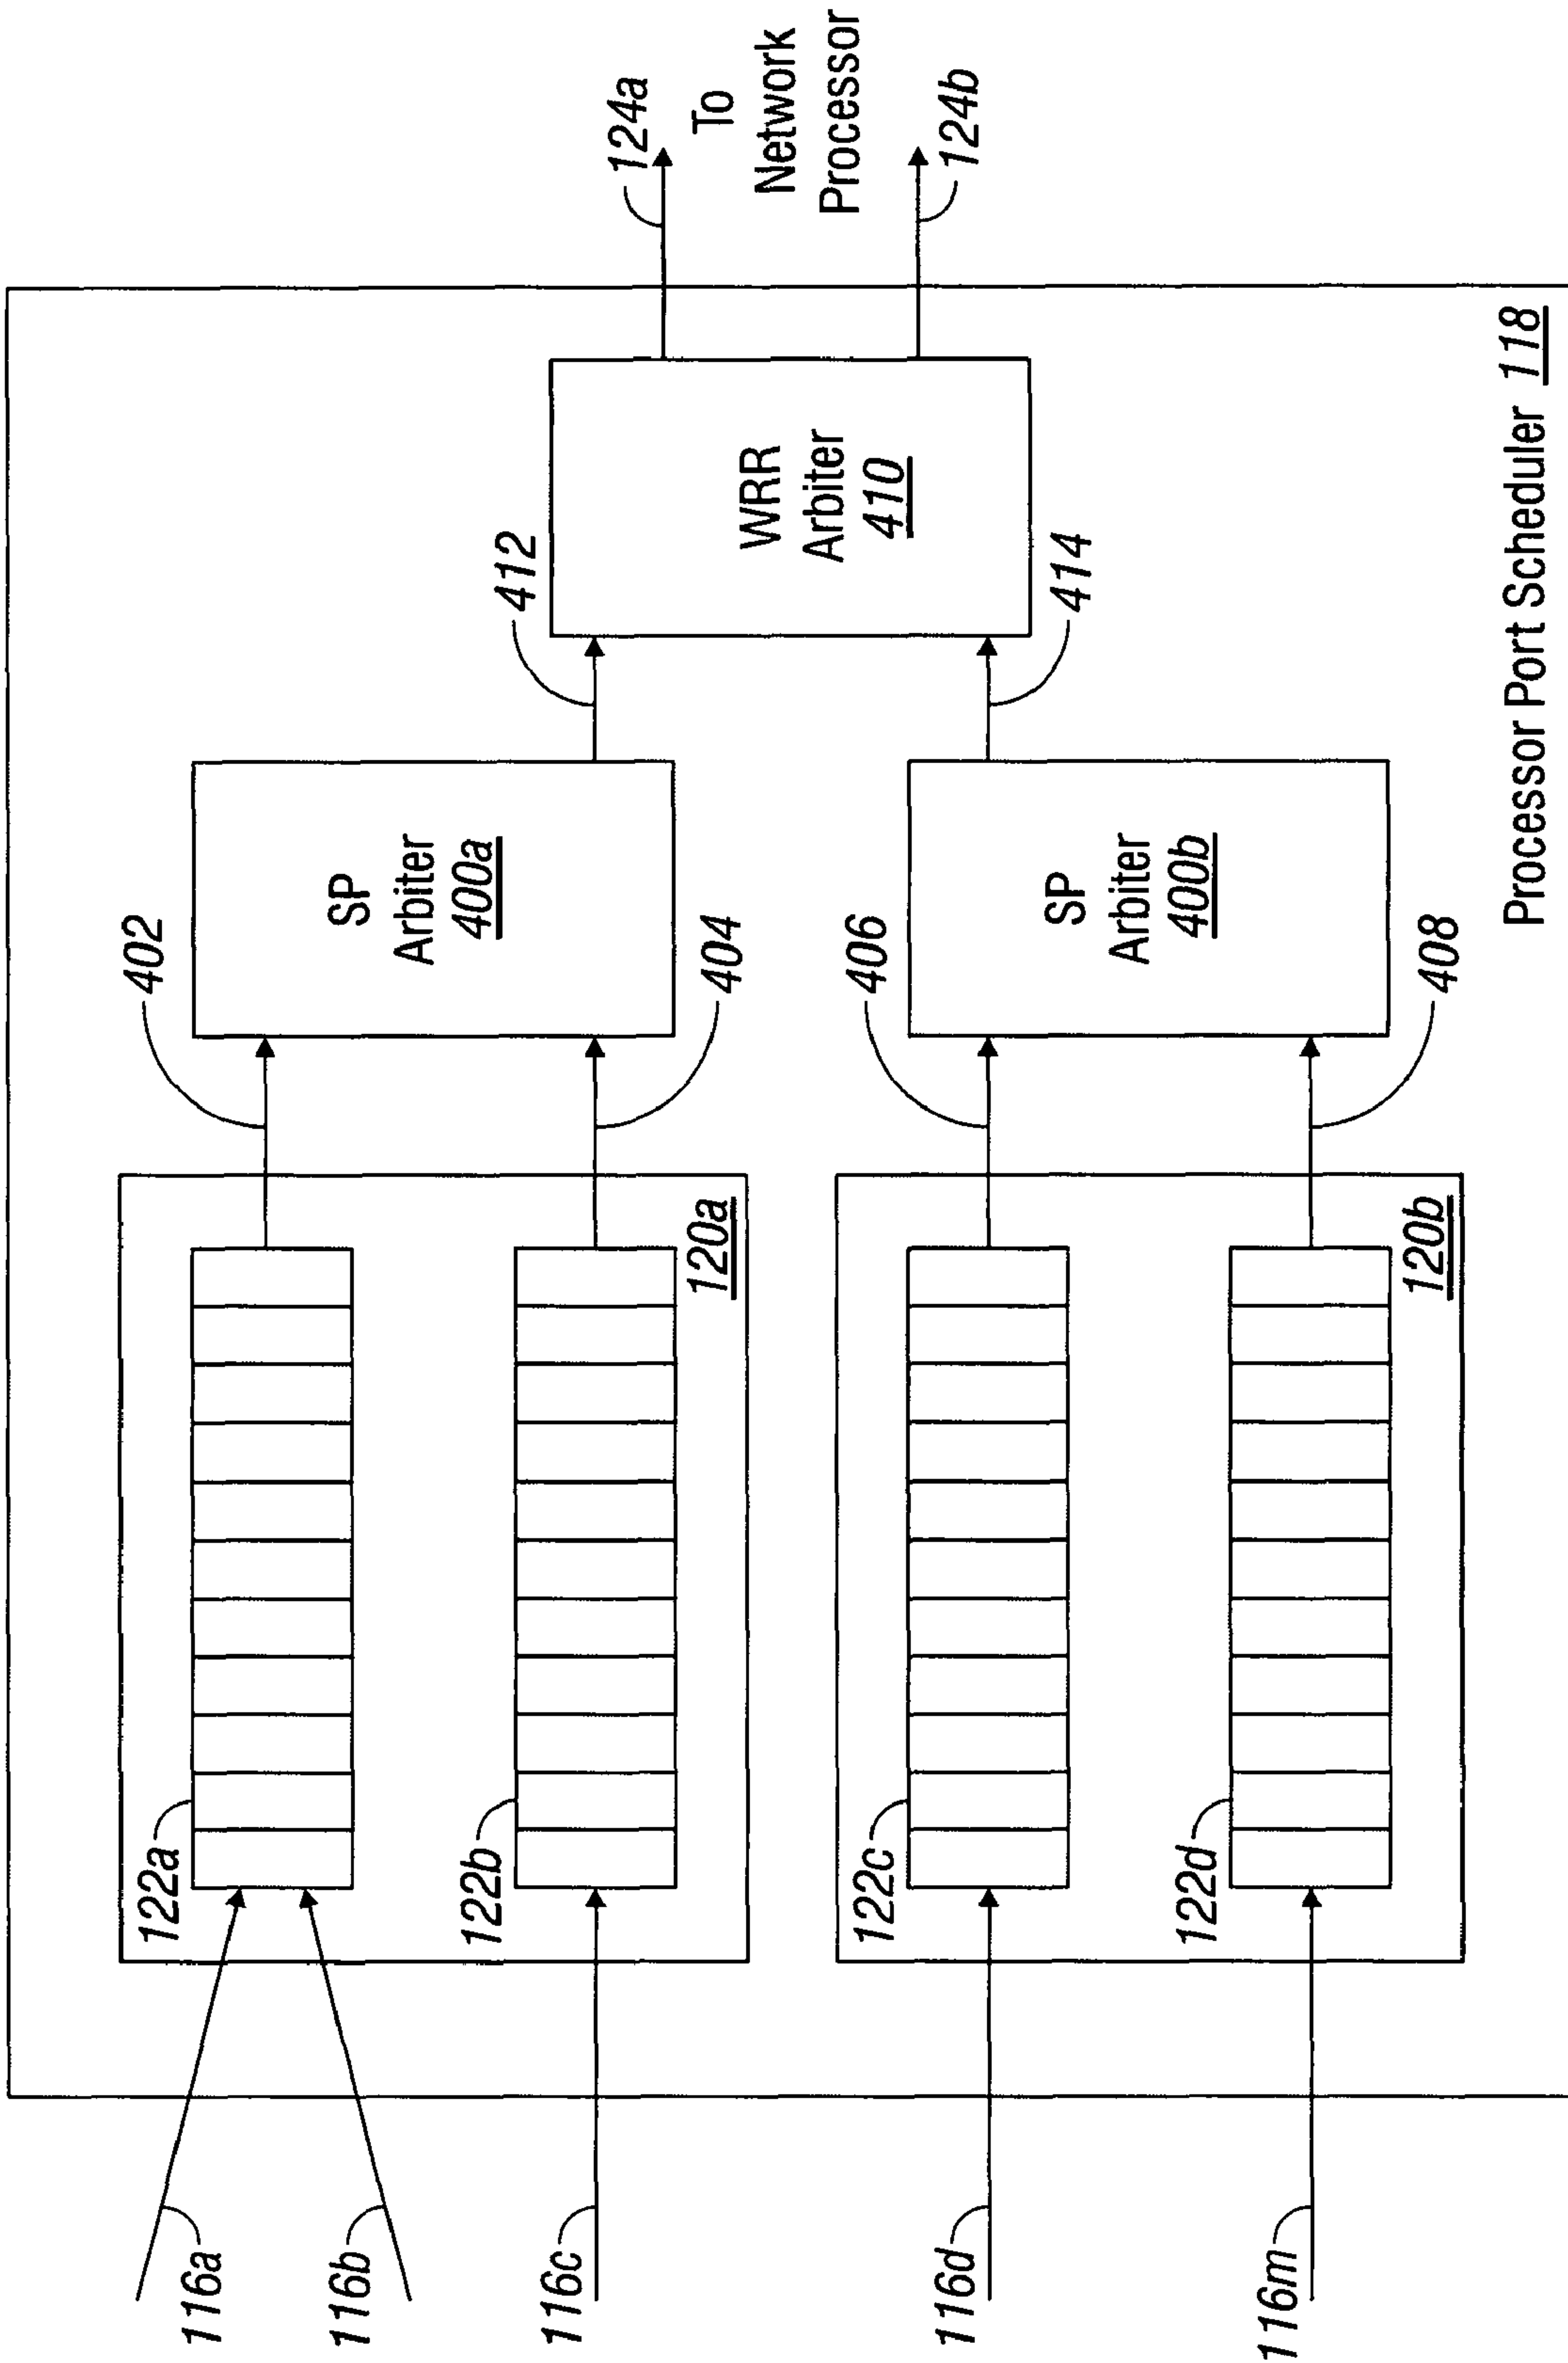 116a
116b
116c
116d
116m
122a
122b
120a
122c
122d
120b
402
404
406
408
SP
Arbiter
400a
SP
Arbiter
400b
412
414
WRR
Arbiter
410
124a
To
Network
Processor
124b
Processor Port Scheduler 118